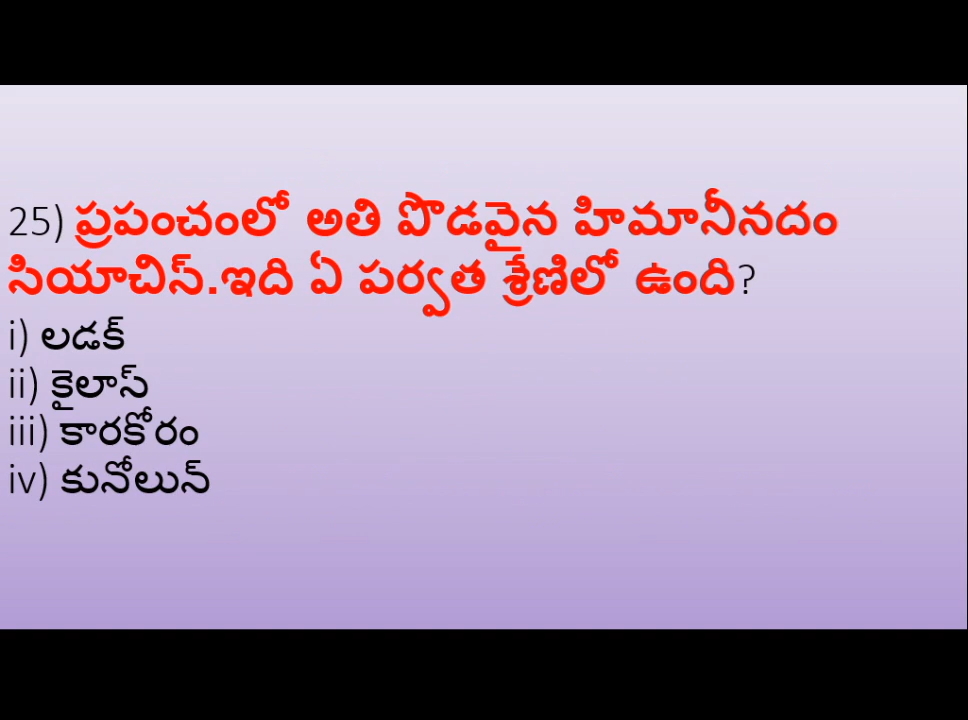 25) ప్రపంచంలో అతి పొడవైన హిమానీనదం
సియాచిన్.ఇది ఏ పర్వత శ్రేణిలో ఉంది?
i) లడక్
ii) కైలాస్
iii) కారకోరం
iv) కునోలున్